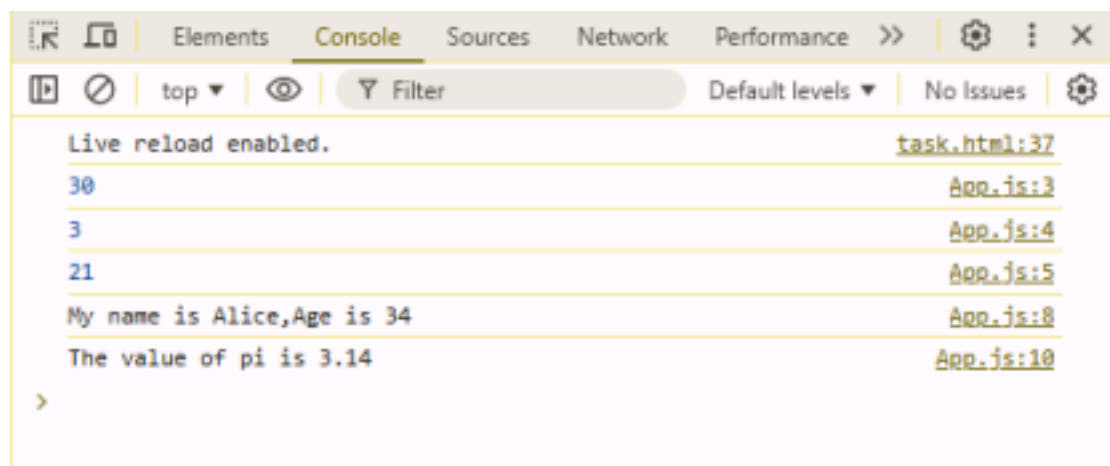 Elements Console Sources Network Performance >>
top ▼ Filter Default levels ▼ No Issues
Live reload enabled. task.html:37
30 App.js:3
3 App.js:4
21 App.js:5
My name is Alice,Age is 34 App.js:8
The value of pi is 3.14 App.js:10
>